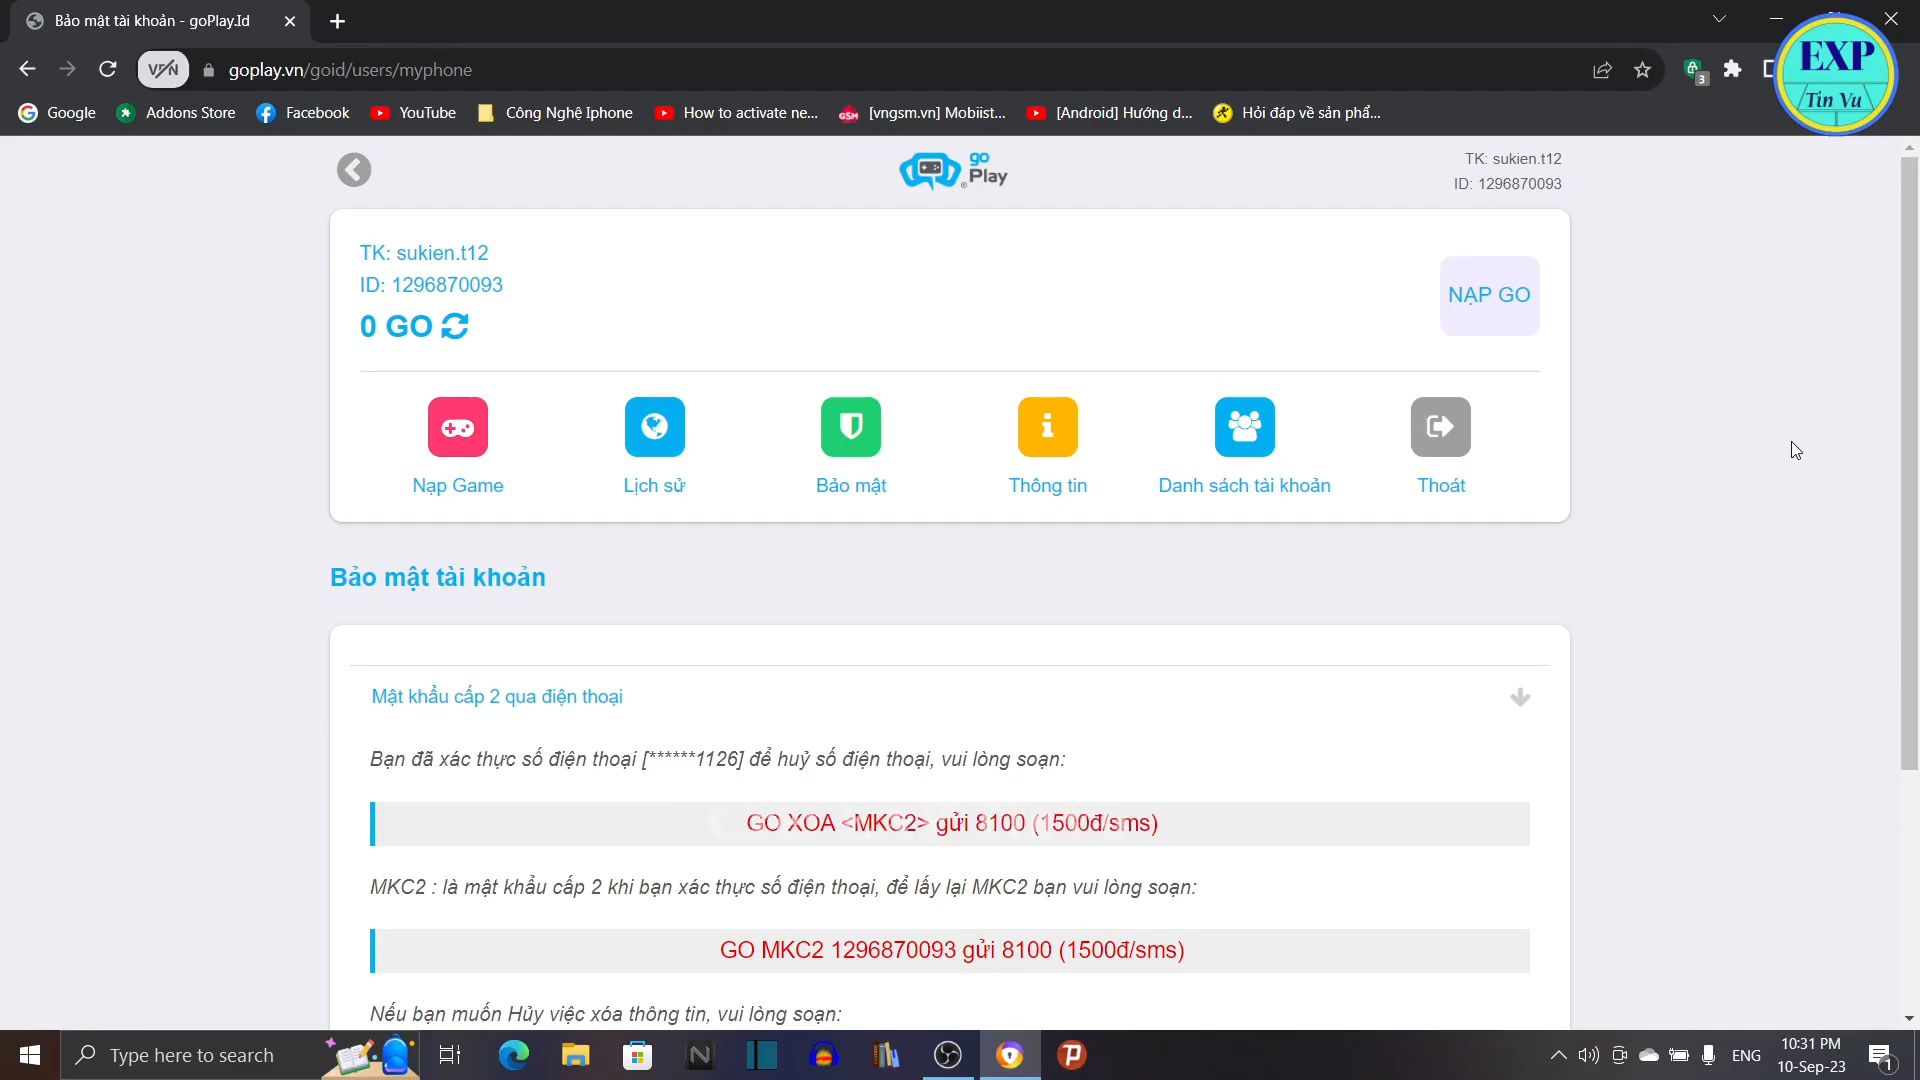 Bảo mật tài khoản - goPlay.Id
VPN
goplay.vn/goid/users/myphone
3
EXP
Tin Vu
Google
Addons Store
Facebook
YouTube
Công Nghệ Iphone
How to activate ne...
GSM
[vngsm.vn] Mobiist...
[Android] Hướng d...
Hỏi đáp về sản phẩ...
go
Play
TK: sukien.t12
ID: 1296870093
TK: sukien.t12
ID: 1296870093
0 GO
NẠP GO
Nạp Game
Lịch sử
Bảo mật
Thông tin
Danh sách tài khoản
Thoát
Bảo mật tài khoản
Mật khẩu cấp 2 qua điện thoại
Bạn đã xác thực số điện thoại [******1126] để huỷ số điện thoại, vui lòng soạn:
GO XOA <MKC2> gửi 8100 (1500đ/sms)
MKC2 : là mật khẩu cấp 2 khi bạn xác thực số điện thoại, để lấy lại MKC2 bạn vui lòng soạn:
GO MKC2 1296870093 gửi 8100 (1500đ/sms)
Nếu bạn muốn Hủy việc xóa thông tin, vui lòng soạn:
Type here to search
ENG
10:31 PM
10-Sep-23
1